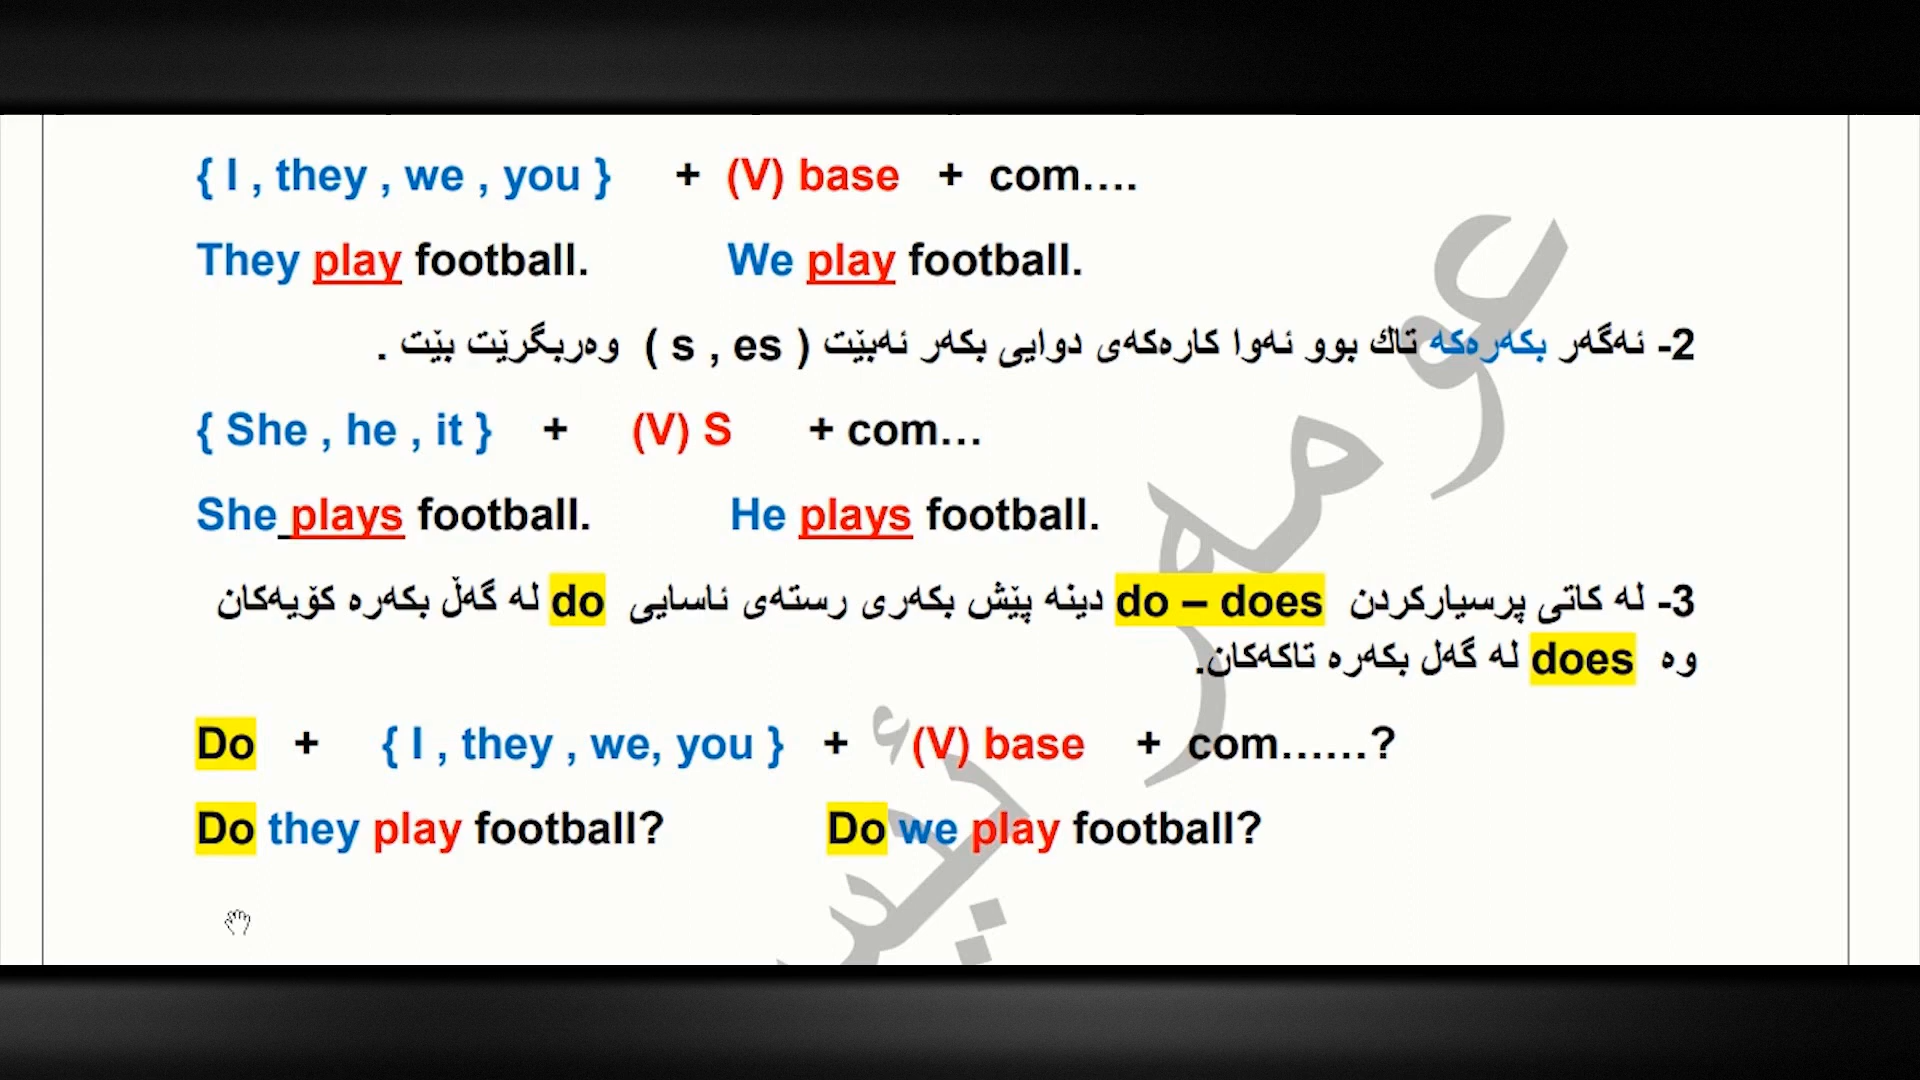 { I , they , we , you } + (V) base + com….
They play football. We play football.
2- ئەگەر بکەرەکە تاك بوو ئەوا کارەکەی دوایی بکەر ئەبێت ( s , es ) وەربگرێت بێت .
{ She , he , it } + (V) S + com…
She plays football. He plays football.
3- لە کاتی پرسیارکردن do – does دینە پێش بکەری رستەی ئاسایی do لە گەڵ بکەرە کۆیەکان
وە does لە گەل بکەرە تاکەکان.
Do + { I , they , we, you } + (V) base + com……?
Do they play football? Do we play football?
عومەر